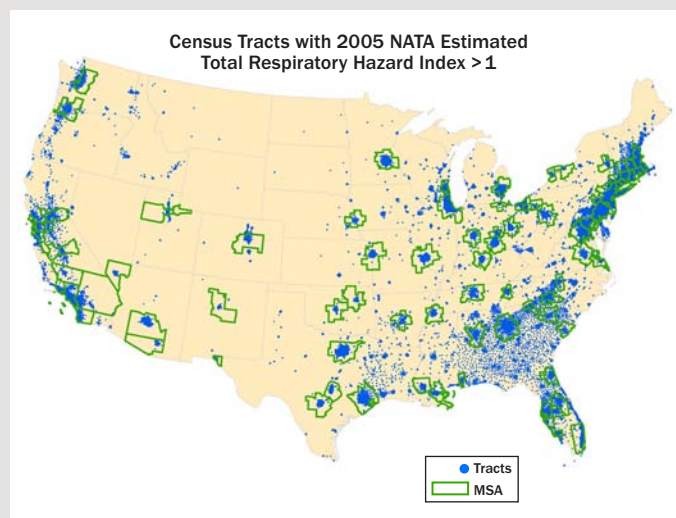 Census Tracts with 2005 NATA Estimated
Total Respiratory Hazard Index >1
Tracts
MSA